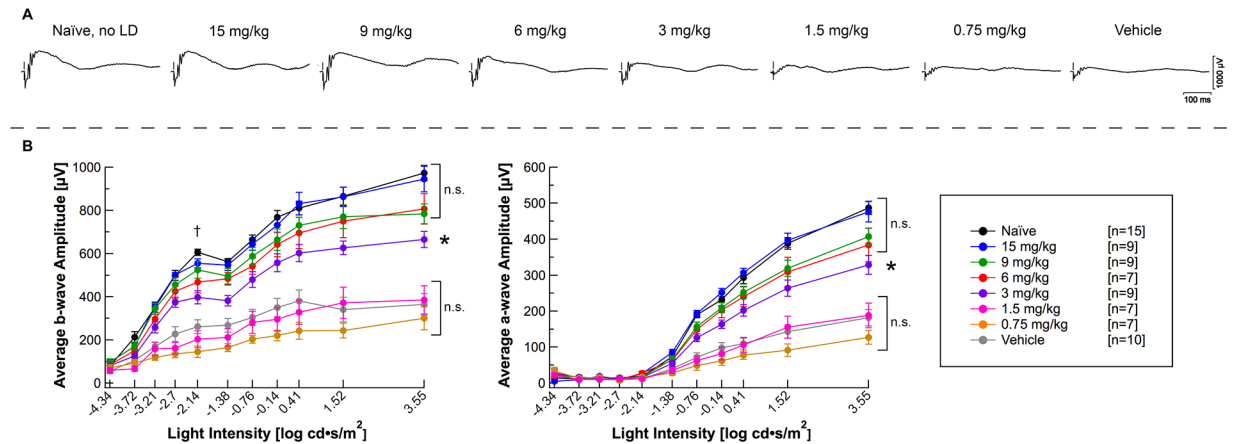 A
Naïve, no LD
15 mg/kg
9 mg/kg
6 mg/kg
3 mg/kg
1.5 mg/kg
0.75 mg/kg
Vehicle
1000 µV
100 ms
B
Average b-wave Amplitude [µV]
1000
800
600
400
200
0
†
n.s.
*
n.s.
-4.34
-3.72
-3.21
-2.7
-2.14
-1.38
-0.76
-0.14
0.41
1.52
3.55
Light Intensity [log cd•s/m2]
Average a-wave Amplitude [µV]
600
500
400
300
200
100
0
n.s.
*
n.s.
-4.34
-3.72
-3.21
-2.7
-2.14
-1.38
-0.76
-0.14
0.41
1.52
3.55
Light Intensity [log cd•s/m2]
Naïve [n=15]
15 mg/kg [n=9]
9 mg/kg [n=9]
6 mg/kg [n=7]
3 mg/kg [n=9]
1.5 mg/kg [n=7]
0.75 mg/kg [n=7]
Vehicle [n=10]